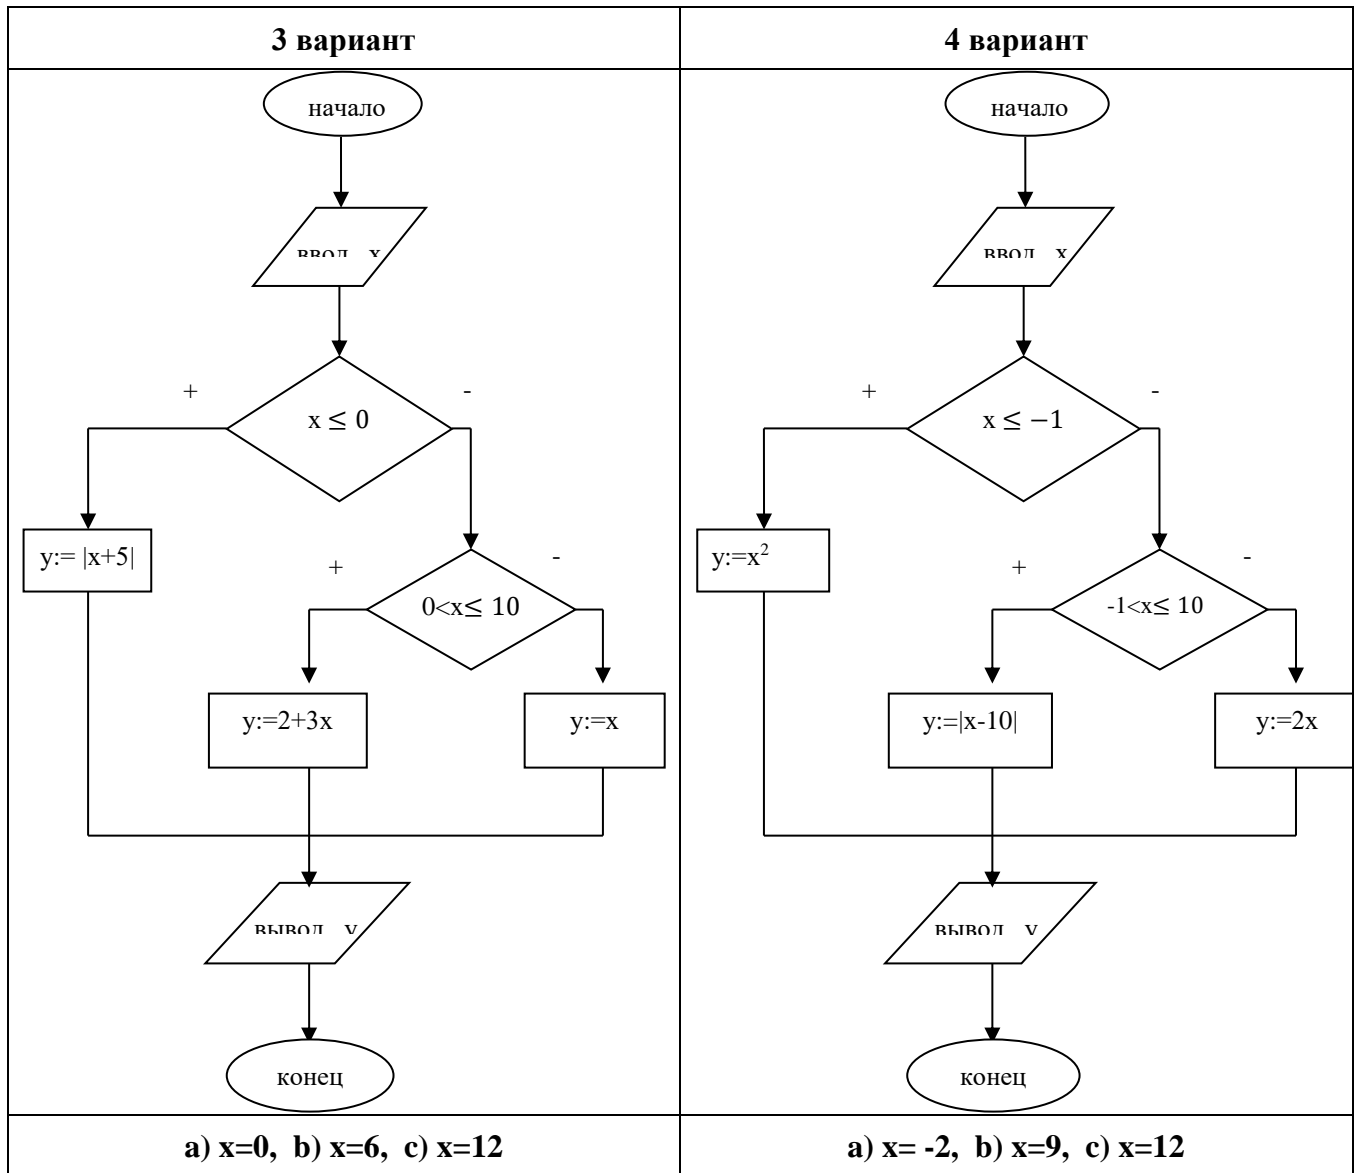 3 вариант
начало
ввод x
+
-
x ≤ 0
y:= |x+5|
+
-
0<x≤ 10
y:=2+3x
y:=x
вывод y
конец
a) x=0, b) x=6, c) x=12
4 вариант
начало
ввод x
+
-
x ≤ −1
y:=x²
+
-
-1<x≤ 10
y:=|x-10|
y:=2x
вывод y
конец
a) x= -2, b) x=9, c) x=12